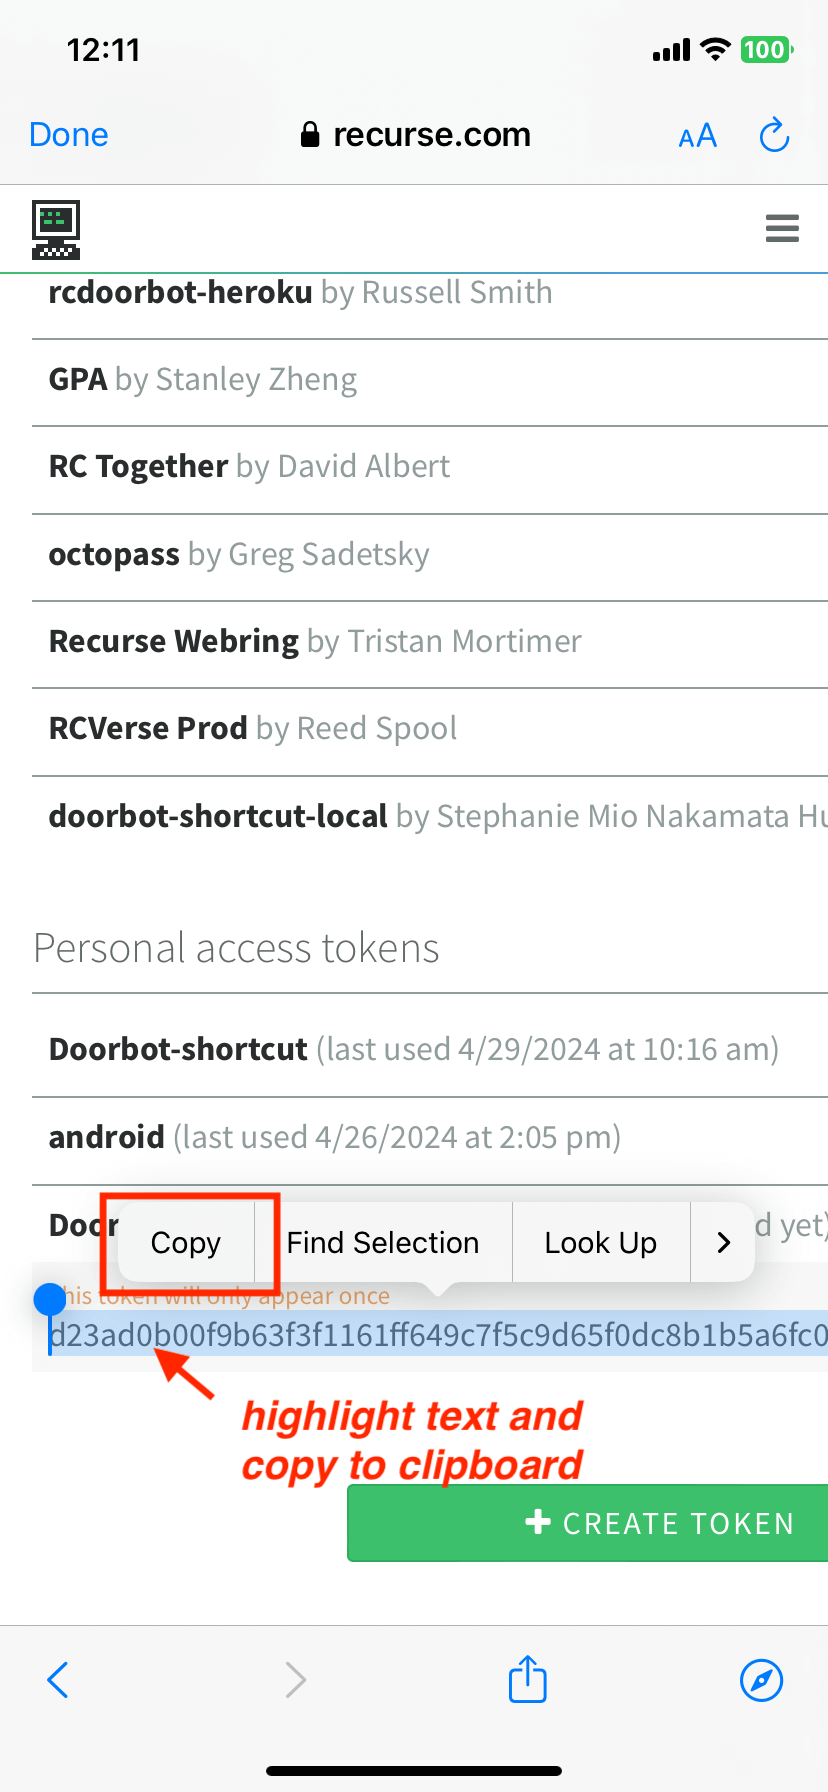 12:11
100
Done
recurse.com
AA
rcdoorbot-heroku by Russell Smith
GPA by Stanley Zheng
RC Together by David Albert
octopass by Greg Sadetsky
Recurse Webring by Tristan Mortimer
RCVerse Prod by Reed Spool
doorbot-shortcut-local by Stephanie Mio Nakamata Hu
Personal access tokens
Doorbot-shortcut (last used 4/29/2024 at 10:16 am)
android (last used 4/26/2024 at 2:05 pm)
Door
d yet)
Copy
Find Selection
Look Up
his token will only appear once
d23ad0b00f9b63f3f1161ff649c7f5c9d65f0dc8b1b5a6fc0
highlight text and
copy to clipboard
CREATE TOKEN